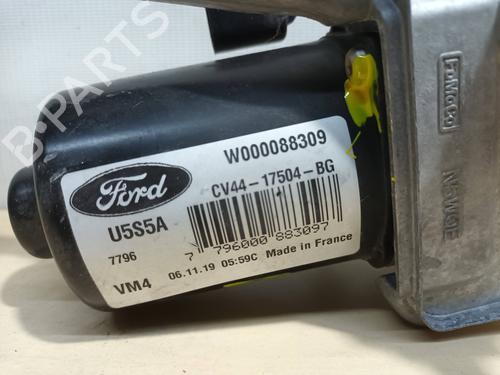 B-PARTS
FoMoCo
Ford
W000088309
CV44-17504-BG
U5S5A
7796
7 796000 883097
VM4
06.11.19 05:59C Made in France